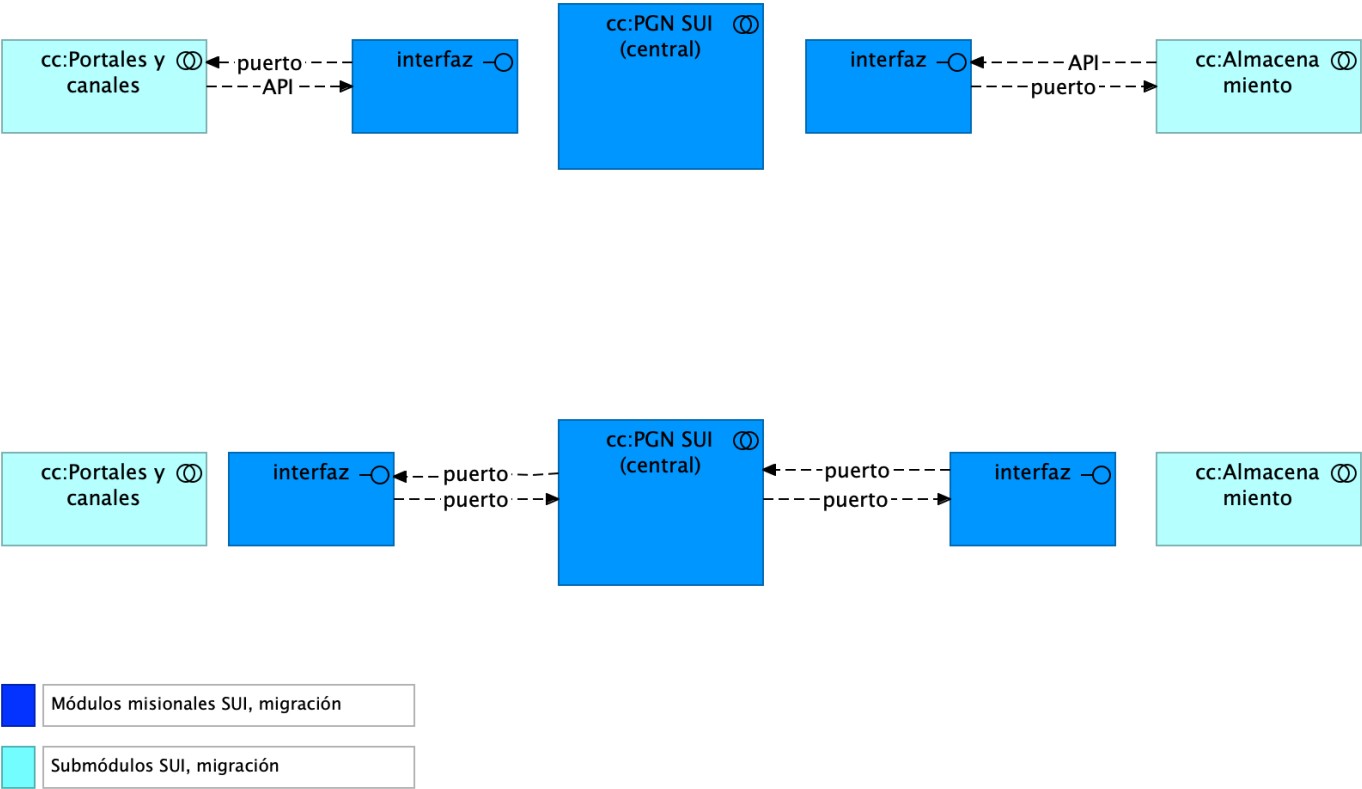 cc:PGN SUI
(central)
cc:Portales y
canales
puerto
API
interfaz
interfaz
API
puerto
cc:Almacena
miento
cc:PGN SUI
(central)
cc:Portales y
canales
interfaz
puerto
puerto
puerto
puerto
interfaz
cc:Almacena
miento
Módulos misionales SUI, migración
Submódulos SUI, migración